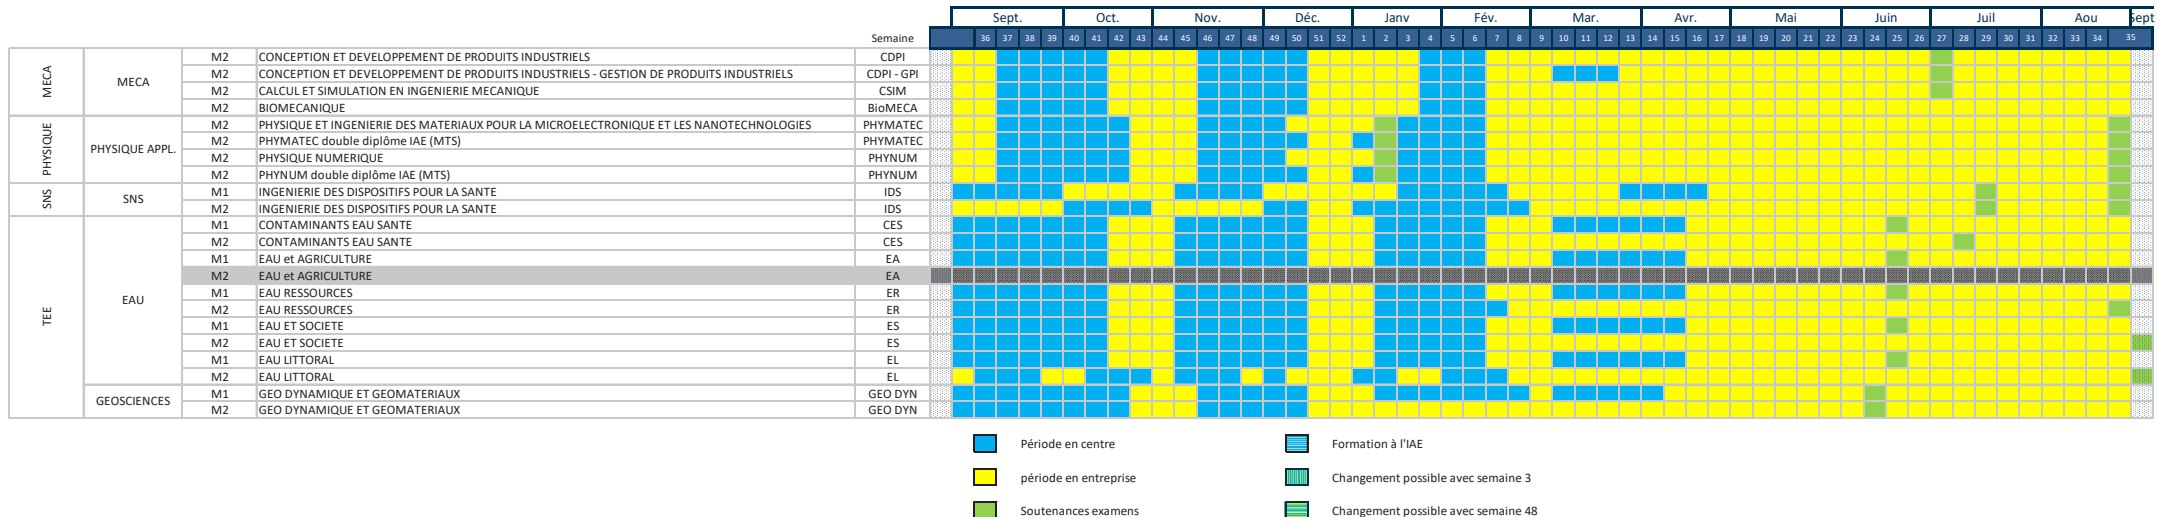 Sept. Oct. Nov. Déc. Janv Fév. Mar. Avr. Mai Juin Juil Aou Sept
Semaine 36 37 38 39 40 41 42 43 44 45 46 47 48 49 50 51 52 1 2 3 4 5 6 7 8 9 10 11 12 13 14 15 16 17 18 19 20 21 22 23 24 25 26 27 28 29 30 31 32 33 34 35
MECA MECA M2 CONCEPTION ET DEVELOPPEMENT DE PRODUITS INDUSTRIELS CDPI
M2 CONCEPTION ET DEVELOPPEMENT DE PRODUITS INDUSTRIELS - GESTION DE PRODUITS INDUSTRIELS CDPI - GPI
M2 CALCUL ET SIMULATION EN INGENIERIE MECANIQUE CSIM
M2 BIOMECANIQUE BioMECA
PHYSIQUE PHYSIQUE APPL. M2 PHYSIQUE ET INGENIERIE DES MATERIAUX POUR LA MICROELECTRONIQUE ET LES NANOTECHNOLOGIES PHYMATEC
M2 PHYMATEC double diplôme IAE (MTS) PHYMATEC
M2 PHYSIQUE NUMERIQUE PHYNUM
M2 PHYNUM double diplôme IAE (MTS) PHYNUM
SNS SNS M1 INGENIERIE DES DISPOSITIFS POUR LA SANTE IDS
M2 INGENIERIE DES DISPOSITIFS POUR LA SANTE IDS
TEE EAU M1 CONTAMINANTS EAU SANTE CES
M2 CONTAMINANTS EAU SANTE CES
M1 EAU et AGRICULTURE EA
M2 EAU et AGRICULTURE EA
M1 EAU RESSOURCES ER
M2 EAU RESSOURCES ER
M1 EAU ET SOCIETE ES
M2 EAU ET SOCIETE ES
M1 EAU LITTORAL EL
M2 EAU LITTORAL EL
GEOSCIENCES M1 GEO DYNAMIQUE ET GEOMATERIAUX GEO DYN
M2 GEO DYNAMIQUE ET GEOMATERIAUX GEO DYN
Période en centre Formation à l'IAE
période en entreprise Changement possible avec semaine 3
Soutenances examens Changement possible avec semaine 48